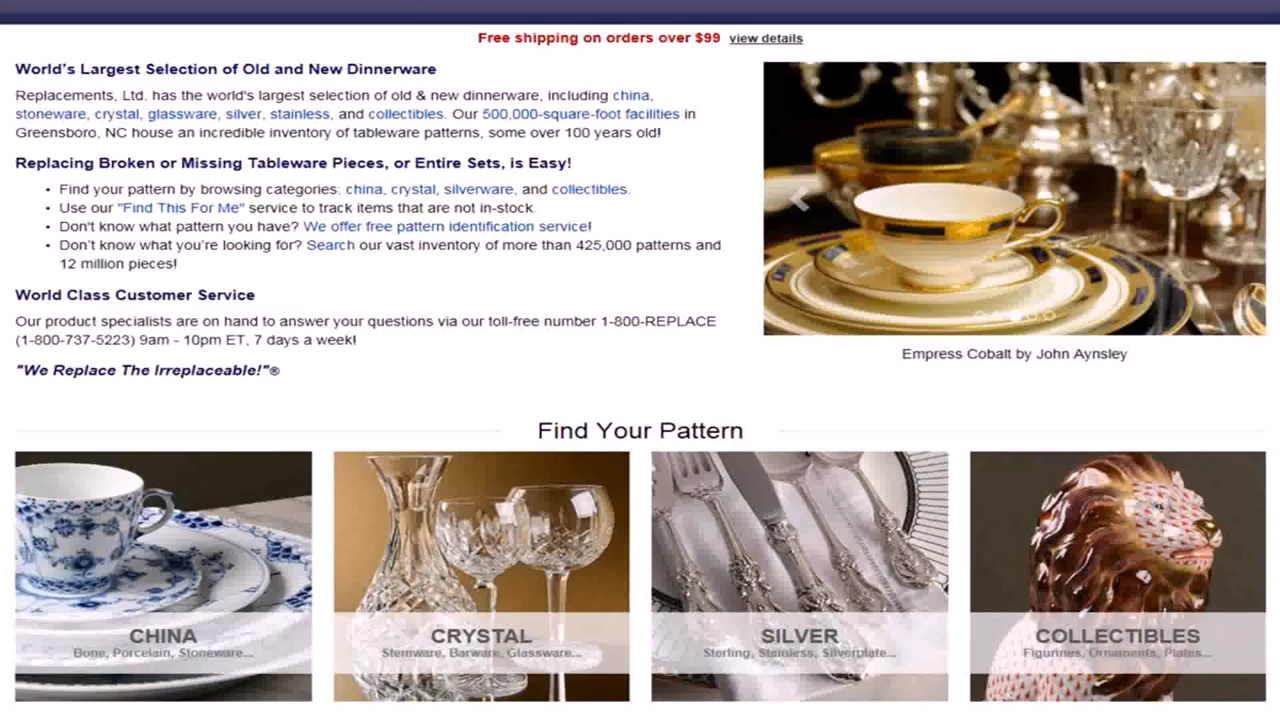 Free shipping on orders over $99 view details
World's Largest Selection of Old and New Dinnerware
Replacements, Ltd. has the world's largest selection of old & new dinnerware, including china,
stoneware, crystal, glassware, silver, stainless, and collectibles. Our 500,000-square-foot facilities in
Greensboro, NC house an incredible inventory of tableware patterns, some over 100 years old!
Replacing Broken or Missing Tableware Pieces, or Entire Sets, is Easy!
• Find your pattern by browsing categories: china, crystal, silverware, and collectibles.
• Use our "Find This For Me" service to track items that are not in-stock.
• Don't know what pattern you have? We offer free pattern identification service!
• Don't know what you're looking for? Search our vast inventory of more than 425,000 patterns and
12 million pieces!
World Class Customer Service
Our product specialists are on hand to answer your questions via our toll-free number 1-800-REPLACE
(1-800-737-5223) 9am - 10pm ET, 7 days a week!
"We Replace The Irreplaceable!"®
Empress Cobalt by John Aynsley
Find Your Pattern
CHINA
Bone, Porcelain, Stoneware...
CRYSTAL
Stemware, Barware, Glassware...
SILVER
Sterling, Stainless, Silverplate...
COLLECTIBLES
Figurines, Ornaments, Plates...